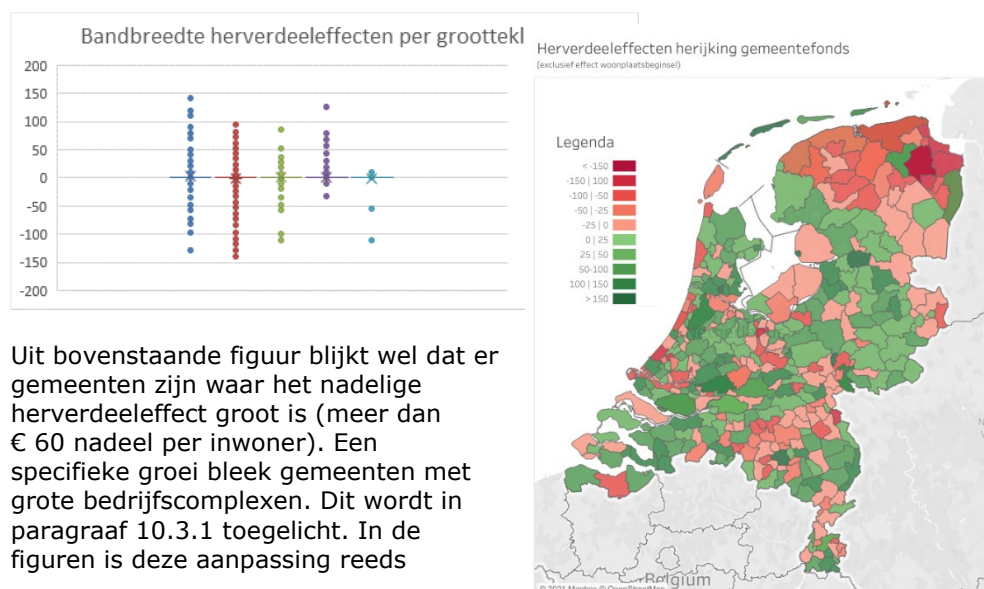 Bandbreedte herverdeeleffecten per groottekl
200
150
100
50
0
-50
-100
-150
-200
Uit bovenstaande figuur blijkt wel dat er
gemeenten zijn waar het nadelige
herverdeeleffect groot is (meer dan
€ 60 nadeel per inwoner). Een
specifieke groei bleek gemeenten met
grote bedrijfscomplexen. Dit wordt in
paragraaf 10.3.1 toegelicht. In de
figuren is deze aanpassing reeds
Herverdeeleffecten herijking gemeentefonds
(exclusief effect woonplaatsbeginsel)
Legenda
< -150
-150 | 100
-100 | -50
-50 | -25
-25 | 0
0 | 25
25 | 50
50-100
100 | 150
> 150
Belgium
© 2021 Mapbox © OpenStreetMap